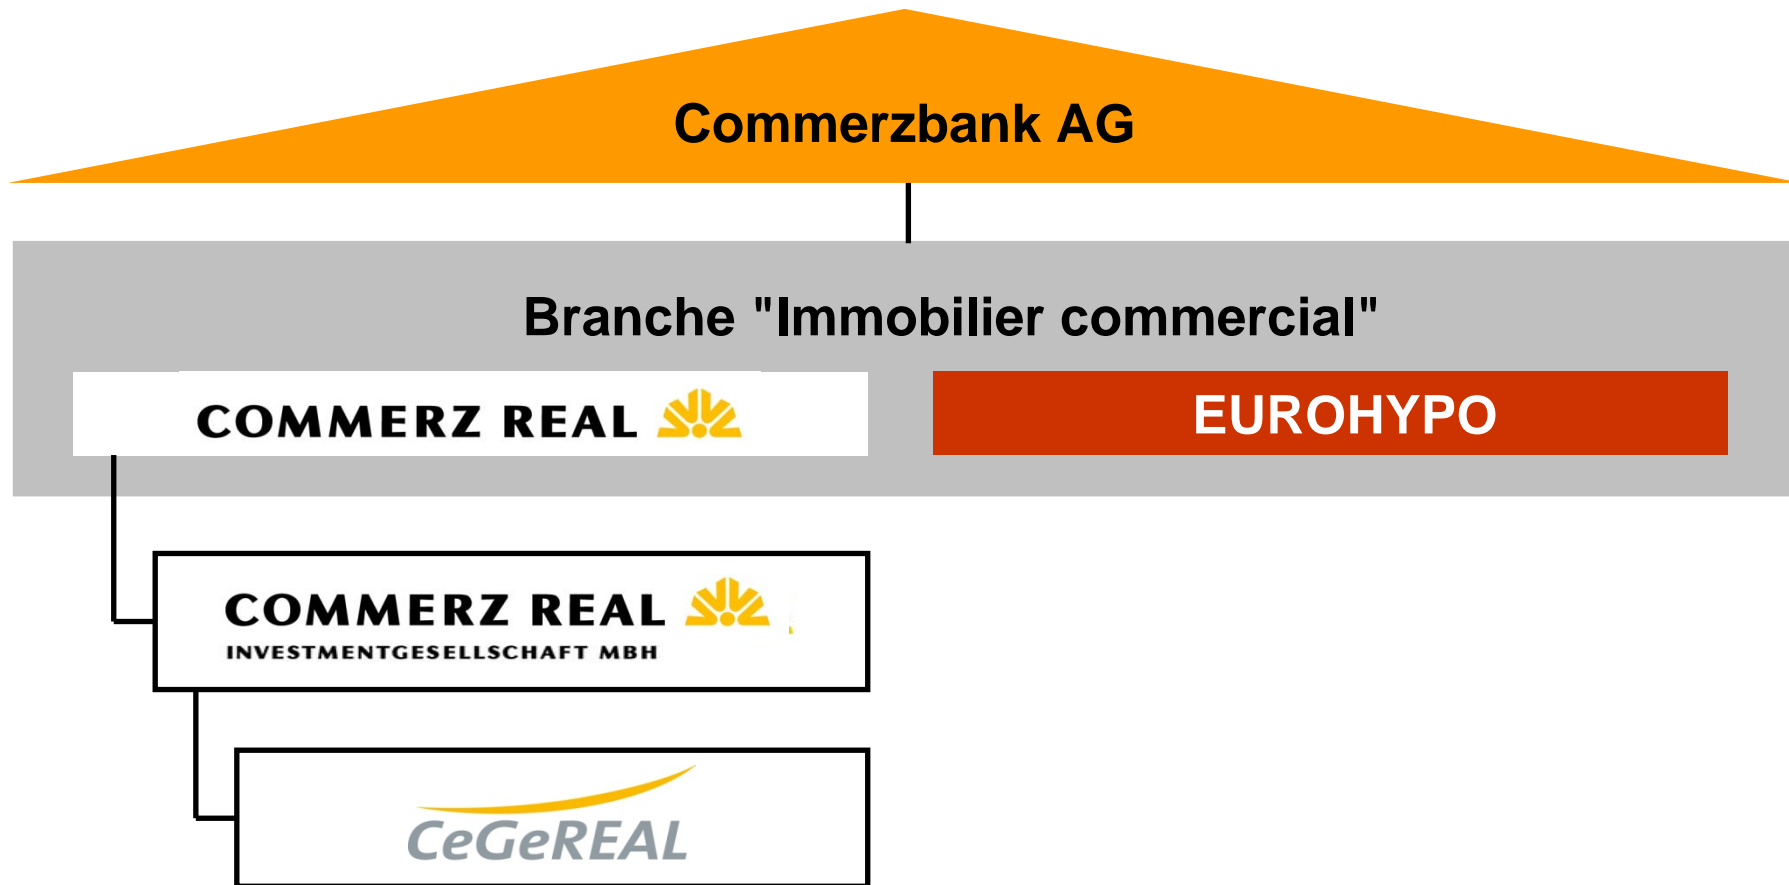 Commerzbank AG
Branche "Immobilier commercial"
COMMERZ REAL
EUROHYPO
COMMERZ REAL
INVESTMENTGESELLSCHAFT MBH
CeGeREAL